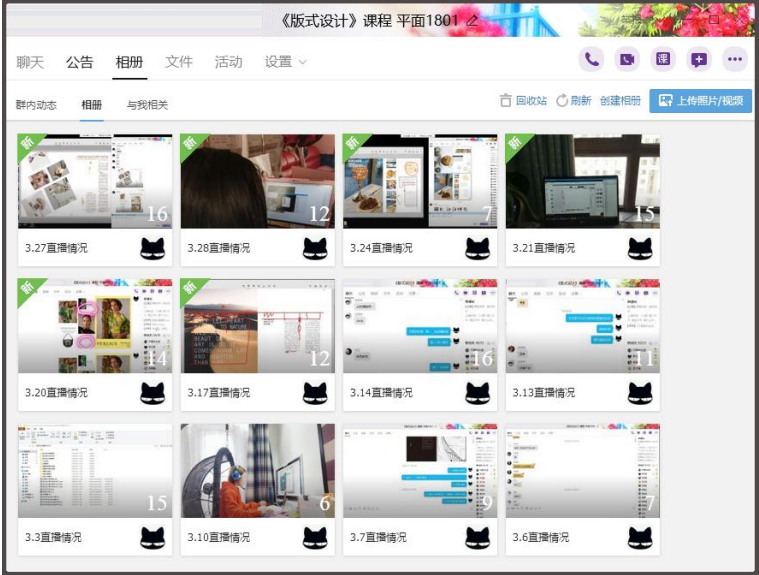 《版式设计》课程 平面1801
聊天 公告 相册 文件 活动 设置
课
群内动态 相册 与我相关
回收站 刷新 创建相册 上传照片/视频
新 新 新 新
16 12 7 15
3.27直播情况 3.28直播情况 3.24直播情况 3.21直播情况
新 新
14 12 16 11
3.20直播情况 3.17直播情况 3.14直播情况 3.13直播情况
15 6 9 7
3.3直播情况 3.10直播情况 3.7直播情况 3.6直播情况